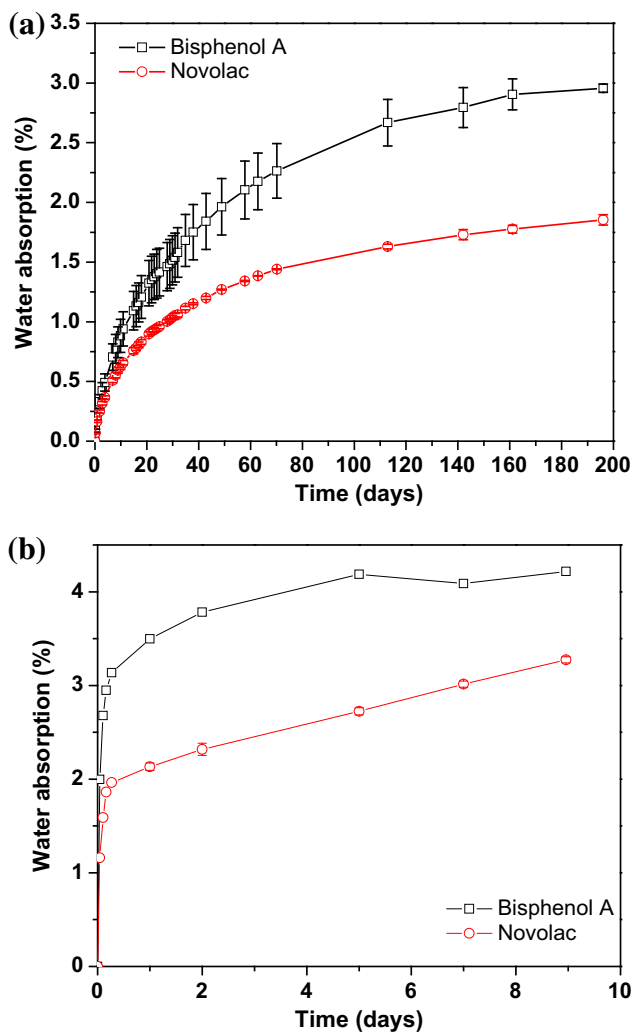 (a)
Bisphenol A
Novolac
Water absorption (%)
3.5
3.0
2.5
2.0
1.5
1.0
0.5
0.0
0 20 40 60 80 100 120 140 160 180 200
Time (days)
(b)
Water absorption (%)
4
3
2
1
0
Bisphenol A
Novolac
0 2 4 6 8 10
Time (days)